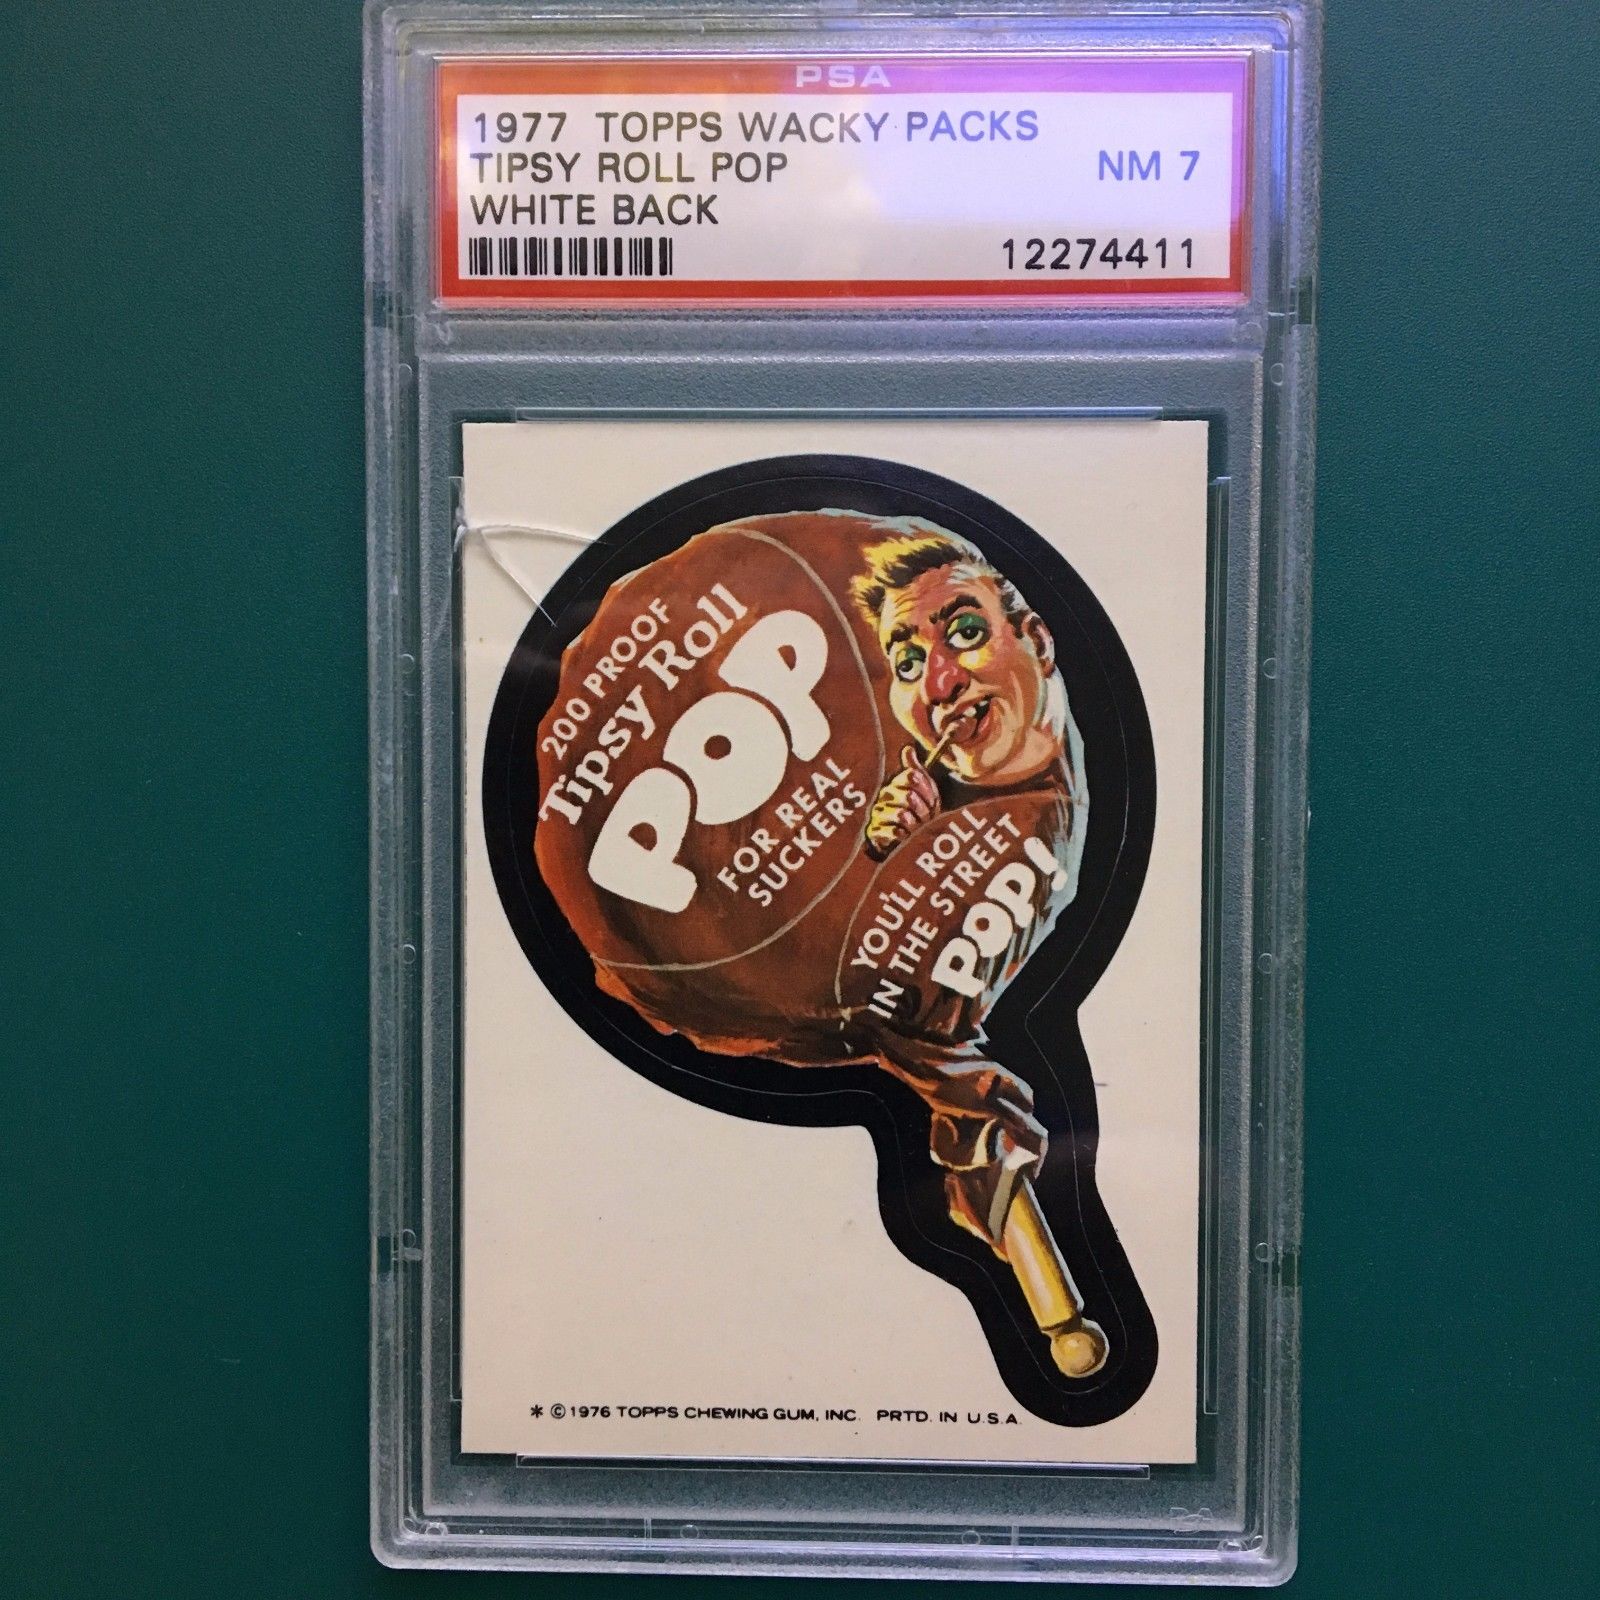 PSA
1977 TOPPS WACKY PACKS
TIPSY ROLL POP
NM 7
WHITE BACK
12274411
200 PROOF
Tipsy Roll
POP
FOR REAL
SUCKERS
YOU'LL ROLL
IN THE STREET
POP!
* © 1976 TOPPS CHEWING GUM, INC. PRTD. IN U.S.A.